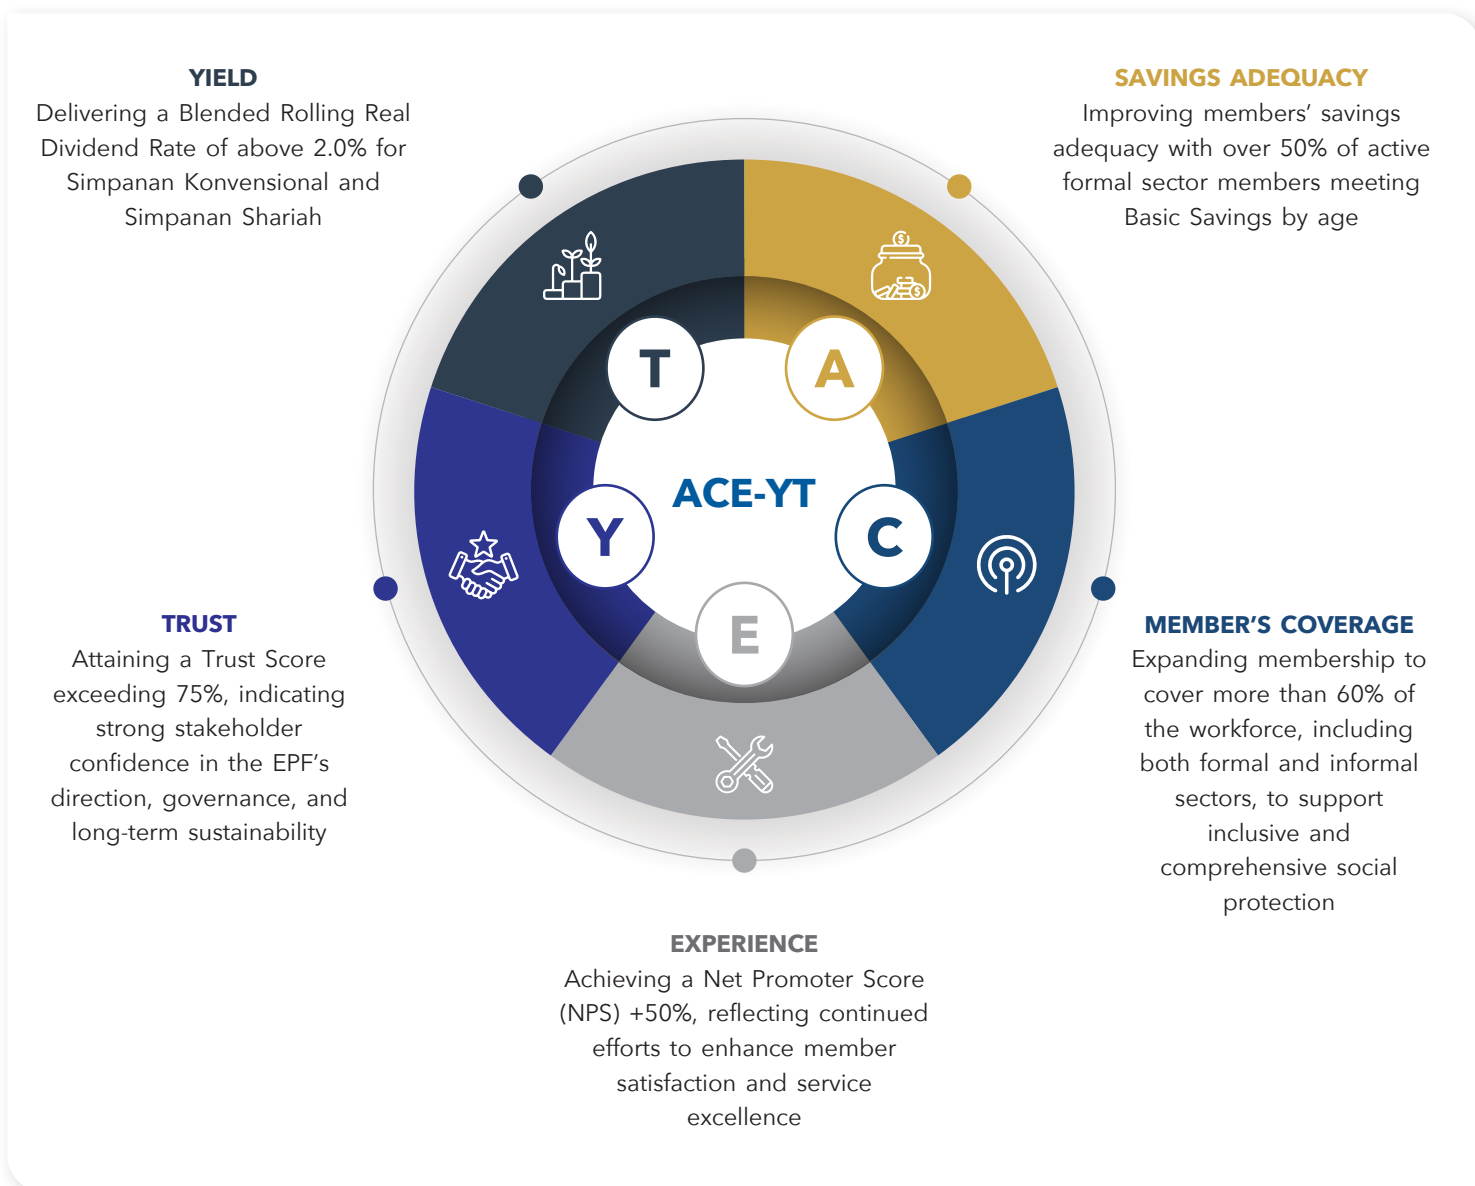 YIELD
Delivering a Blended Rolling Real
Dividend Rate of above 2.0% for
Simpanan Konvensional and
Simpanan Shariah
SAVINGS ADEQUACY
Improving members’ savings
adequacy with over 50% of active
formal sector members meeting
Basic Savings by age
T
A
ACE-YT
Y
C
E
TRUST
Attaining a Trust Score
exceeding 75%, indicating
strong stakeholder
confidence in the EPF’s
direction, governance, and
long-term sustainability
MEMBER’S COVERAGE
Expanding membership to
cover more than 60% of
the workforce, including
both formal and informal
sectors, to support
inclusive and
comprehensive social
protection
EXPERIENCE
Achieving a Net Promoter Score
(NPS) +50%, reflecting continued
efforts to enhance member
satisfaction and service
excellence